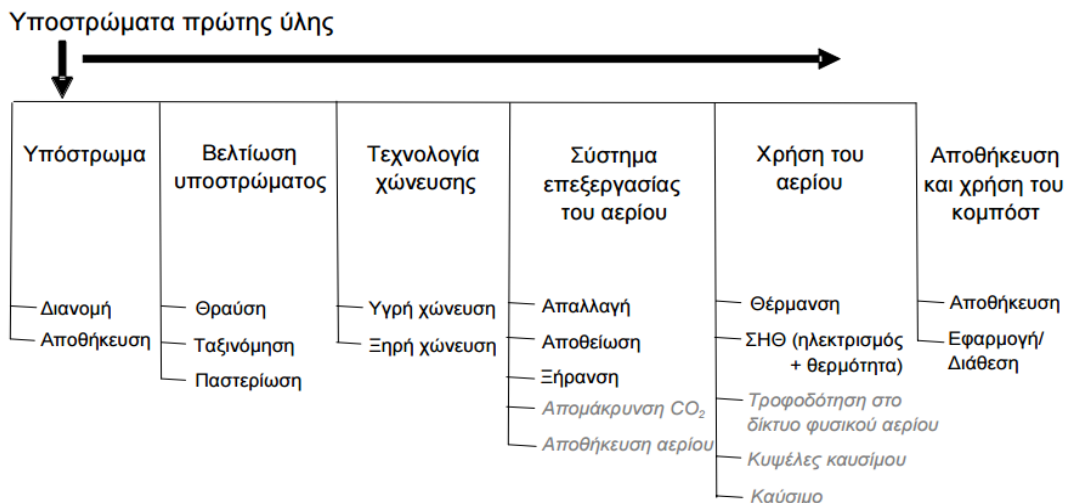 Υποστρώματα πρώτης ύλης
Υπόστρωμα
Διανομή
Αποθήκευση
Βελτίωση
υποστρώματος
Θραύση
Ταξινόμηση
Παστερίωση
Τεχνολογία
χώνευσης
Υγρή χώνευση
Ξηρή χώνευση
Σύστημα
επεξεργασίας
του αερίου
Απαλλαγή
Αποθείωση
Ξήρανση
Απομάκρυνση CO₂
Αποθήκευση αερίου
Χρήση του
αερίου
Θέρμανση
ΣΗΘ (ηλεκτρισμός
+ θερμότητα)
Τροφοδότηση στο
δίκτυο φυσικού αερίου
Κυψέλες καυσίμου
Καύσιμο
Αποθήκευση
και χρήση του
κομπόστ
Αποθήκευση
Εφαρμογή/
Διάθεση